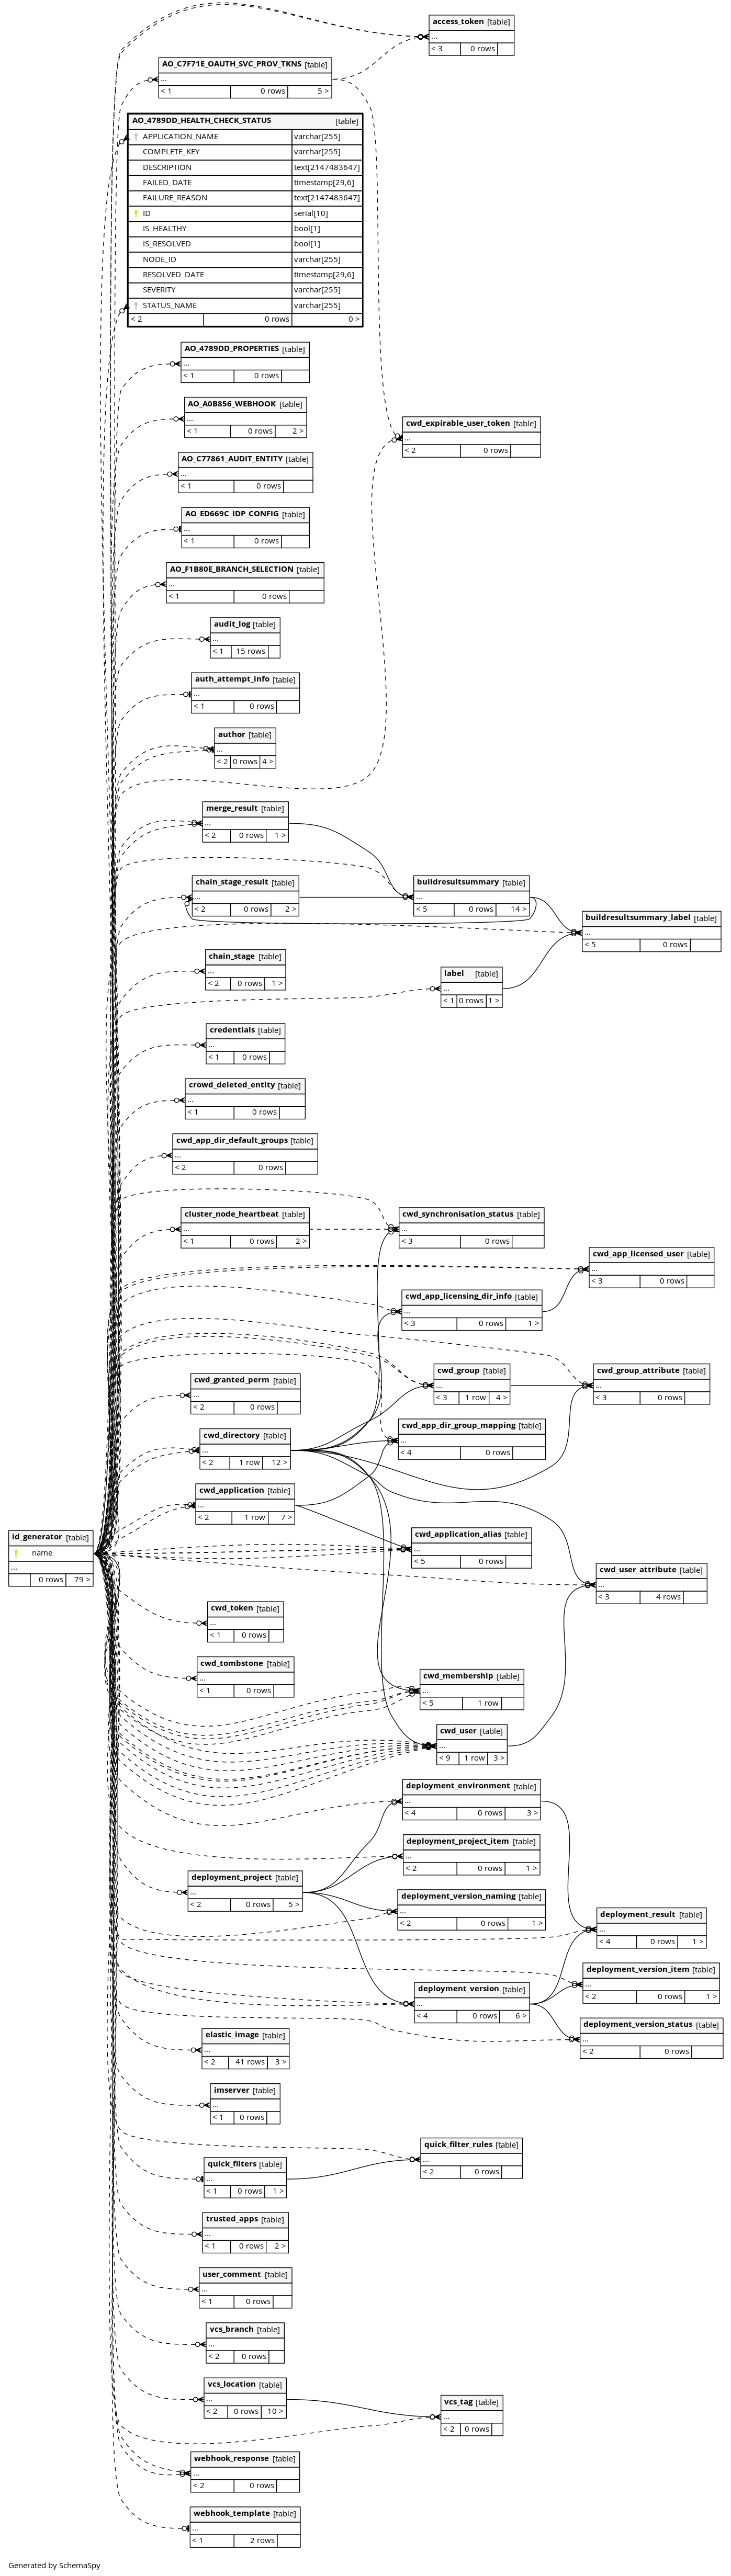 access_token [table]
...
< 3 0 rows
AO_C7F71E_OAUTH_SVC_PROV_TKNS [table]
...
< 1 0 rows 5 >
AO_4789DD_HEALTH_CHECK_STATUS [table]
APPLICATION_NAME varchar[255]
COMPLETE_KEY varchar[255]
DESCRIPTION text[2147483647]
FAILED_DATE timestamp[29,6]
FAILURE_REASON text[2147483647]
ID serial[10]
IS_HEALTHY bool[1]
IS_RESOLVED bool[1]
NODE_ID varchar[255]
RESOLVED_DATE timestamp[29,6]
SEVERITY varchar[255]
STATUS_NAME varchar[255]
< 2 0 rows 0 >
AO_4789DD_PROPERTIES [table]
...
< 1 0 rows
AO_A0B856_WEBHOOK [table]
...
< 1 0 rows 2 >
cwd_expirable_user_token [table]
...
< 2 0 rows
AO_C77861_AUDIT_ENTITY [table]
...
< 1 0 rows
AO_ED669C_IDP_CONFIG [table]
...
< 1 0 rows
AO_F1B80E_BRANCH_SELECTION [table]
...
< 1 0 rows
audit_log [table]
...
< 1 15 rows
auth_attempt_info [table]
...
< 1 0 rows
author [table]
...
< 2 0 rows 4 >
merge_result [table]
...
< 2 0 rows 1 >
chain_stage_result [table]
...
< 2 0 rows 2 >
buildresultsummary [table]
...
< 5 0 rows 14 >
buildresultsummary_label [table]
...
< 5 0 rows
chain_stage [table]
...
< 2 0 rows 1 >
label [table]
...
< 1 0 rows 1 >
credentials [table]
...
< 1 0 rows
crowd_deleted_entity [table]
...
< 1 0 rows
cwd_app_dir_default_groups [table]
...
< 2 0 rows
cluster_node_heartbeat [table]
...
< 1 0 rows 2 >
cwd_synchronisation_status [table]
...
< 3 0 rows
cwd_app_licensed_user [table]
...
< 3 0 rows
cwd_app_licensing_dir_info [table]
...
< 3 0 rows 1 >
cwd_group [table]
...
< 3 1 row 4 >
cwd_group_attribute [table]
...
< 3 0 rows
cwd_granted_perm [table]
...
< 2 0 rows
cwd_app_dir_group_mapping [table]
...
< 4 0 rows
cwd_directory [table]
...
< 2 1 row 12 >
cwd_application [table]
...
< 2 1 row 7 >
id_generator [table]
name
...
0 rows 79 >
cwd_application_alias [table]
...
< 5 0 rows
cwd_user_attribute [table]
...
< 3 4 rows
cwd_token [table]
...
< 1 0 rows
cwd_tombstone [table]
...
< 1 0 rows
cwd_membership [table]
...
< 5 1 row
cwd_user [table]
...
< 9 1 row 3 >
deployment_environment [table]
...
< 4 0 rows 3 >
deployment_project_item [table]
...
< 2 0 rows 1 >
deployment_project [table]
...
< 2 0 rows 5 >
deployment_version_naming [table]
...
< 2 0 rows 1 >
deployment_result [table]
...
< 4 0 rows 1 >
deployment_version_item [table]
...
< 2 0 rows 1 >
deployment_version [table]
...
< 4 0 rows 6 >
deployment_version_status [table]
...
< 2 0 rows
elastic_image [table]
...
< 2 41 rows 3 >
imserver [table]
...
< 1 0 rows
quick_filter_rules [table]
...
< 2 0 rows
quick_filters [table]
...
< 1 0 rows 1 >
trusted_apps [table]
...
< 1 0 rows 2 >
user_comment [table]
...
< 1 0 rows
vcs_branch [table]
...
< 2 0 rows
vcs_location [table]
...
< 2 0 rows 10 >
vcs_tag [table]
...
< 2 0 rows
webhook_response [table]
...
< 2 0 rows
webhook_template [table]
...
< 1 2 rows
Generated by SchemaSpy